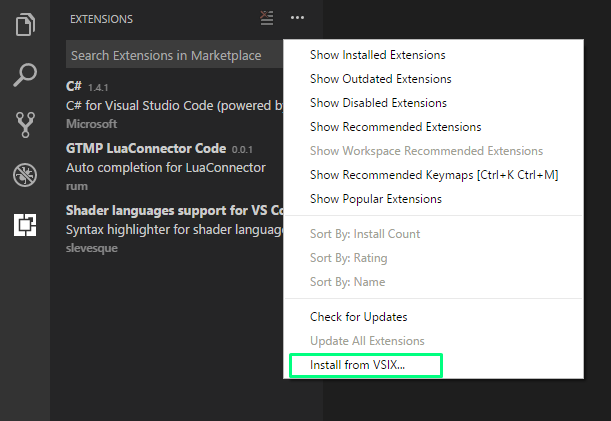 EXTENSIONS
Search Extensions in Marketplace
C# 1.4.1
C# for Visual Studio Code (powered by
Microsoft
GTMP LuaConnector Code 0.0.1
Auto completion for LuaConnector
rum
Shader languages support for VS Co
Syntax highlighter for shader language
slevesque
Show Installed Extensions
Show Outdated Extensions
Show Disabled Extensions
Show Recommended Extensions
Show Workspace Recommended Extensions
Show Recommended Keymaps [Ctrl+K Ctrl+M]
Show Popular Extensions
Sort By: Install Count
Sort By: Rating
Sort By: Name
Check for Updates
Update All Extensions
Install from VSIX...